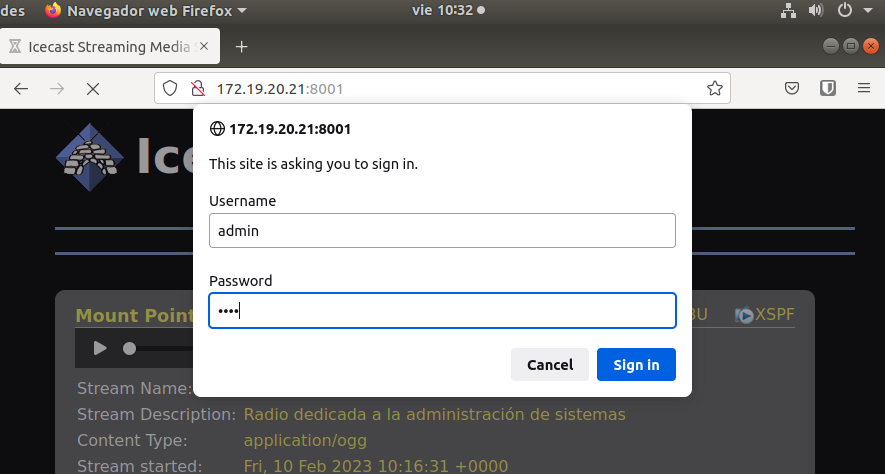 des Navegador web Firefox vie 10:32
Icecast Streaming Media
172.19.20.21:8001
172.19.20.21:8001
This site is asking you to sign in.
Ice
Username
admin
Password
••••
Mount Point
3U XSPF
Cancel Sign in
Stream Name:
Stream Description: Radio dedicada a la administración de sistemas
Content Type: application/ogg
Stream started: Fri, 10 Feb 2023 10:16:31 +0000